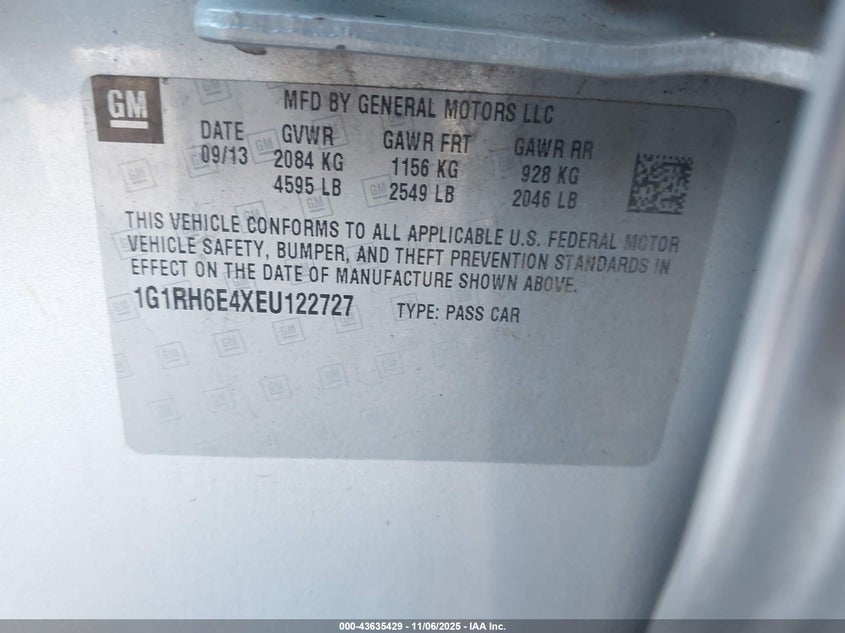 GM
MFD BY GENERAL MOTORS LLC
DATE GVWR GAWR FRT GAWR RR
09/13 2084 KG 1156 KG 928 KG
4595 LB 2549 LB 2046 LB
THIS VEHICLE CONFORMS TO ALL APPLICABLE U.S. FEDERAL MOTOR
VEHICLE SAFETY, BUMPER, AND THEFT PREVENTION STANDARDS IN
EFFECT ON THE DATE OF MANUFACTURE SHOWN ABOVE.
1G1RH6E4XEU122727 TYPE: PASS CAR
000-43635429 - 11/06/2025 - IAA Inc.